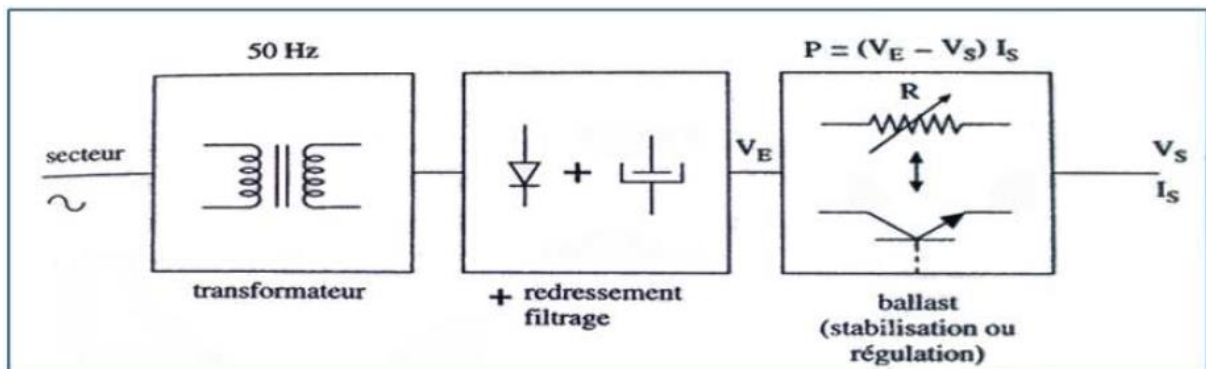 50 Hz
P = (V_E – V_S) I_S
R
secteur
V_E
V_S
I_S
transformateur
+ redressement
filtrage
ballast
(stabilisation ou
régulation)